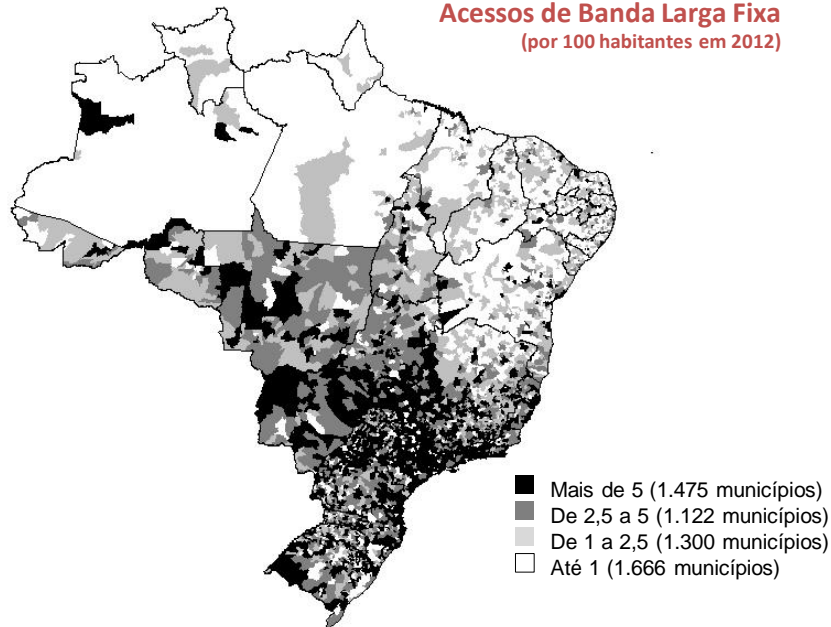 Acessos de Banda Larga Fixa
(por 100 habitantes em 2012)
Mais de 5 (1.475 municípios)
De 2,5 a 5 (1.122 municípios)
De 1 a 2,5 (1.300 municípios)
Até 1 (1.666 municípios)